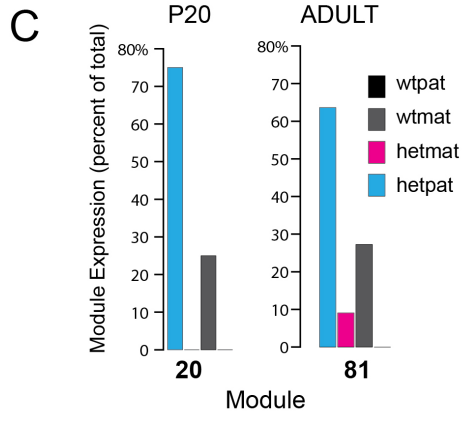 C
P20
ADULT
Module Expression (percent of total)
80%
70
60
50
40
30
20
10
0
80%
70
60
50
40
30
20
10
0
wtpat
wtmat
hetmat
hetpat
20
81
Module